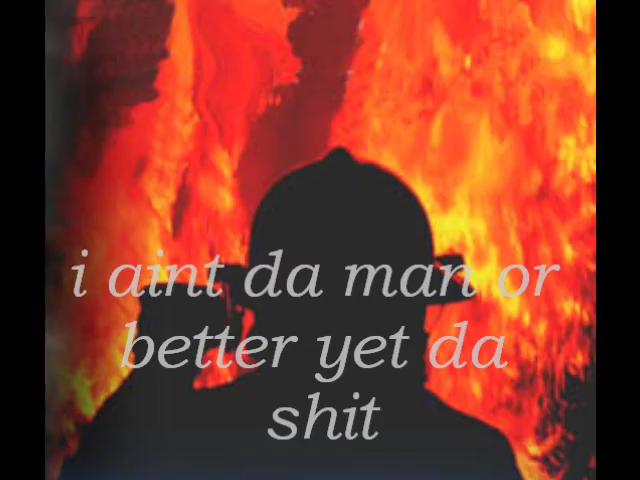 i aint da man or
better yet da
shit